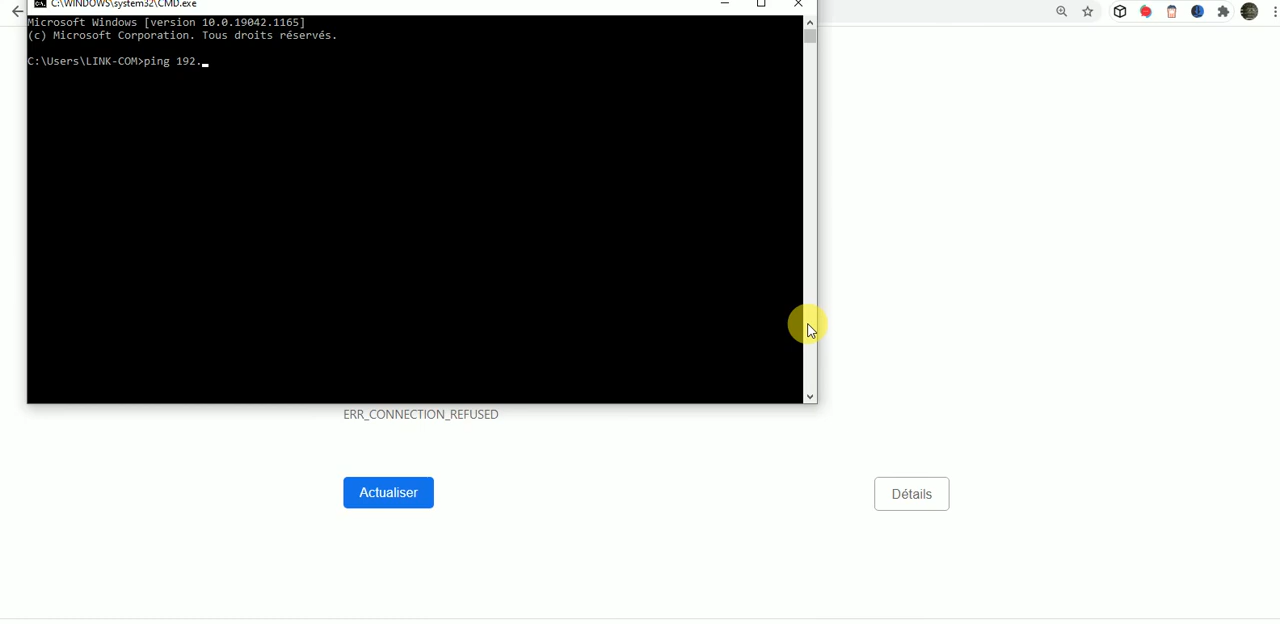 C:\WINDOWS\system32\CMD.exe
Microsoft Windows [version 10.0.19042.1165]
(c) Microsoft Corporation. Tous droits réservés.
C:\Users\LINK-COM>ping 192._
ERR_CONNECTION_REFUSED
Actualiser
Détails